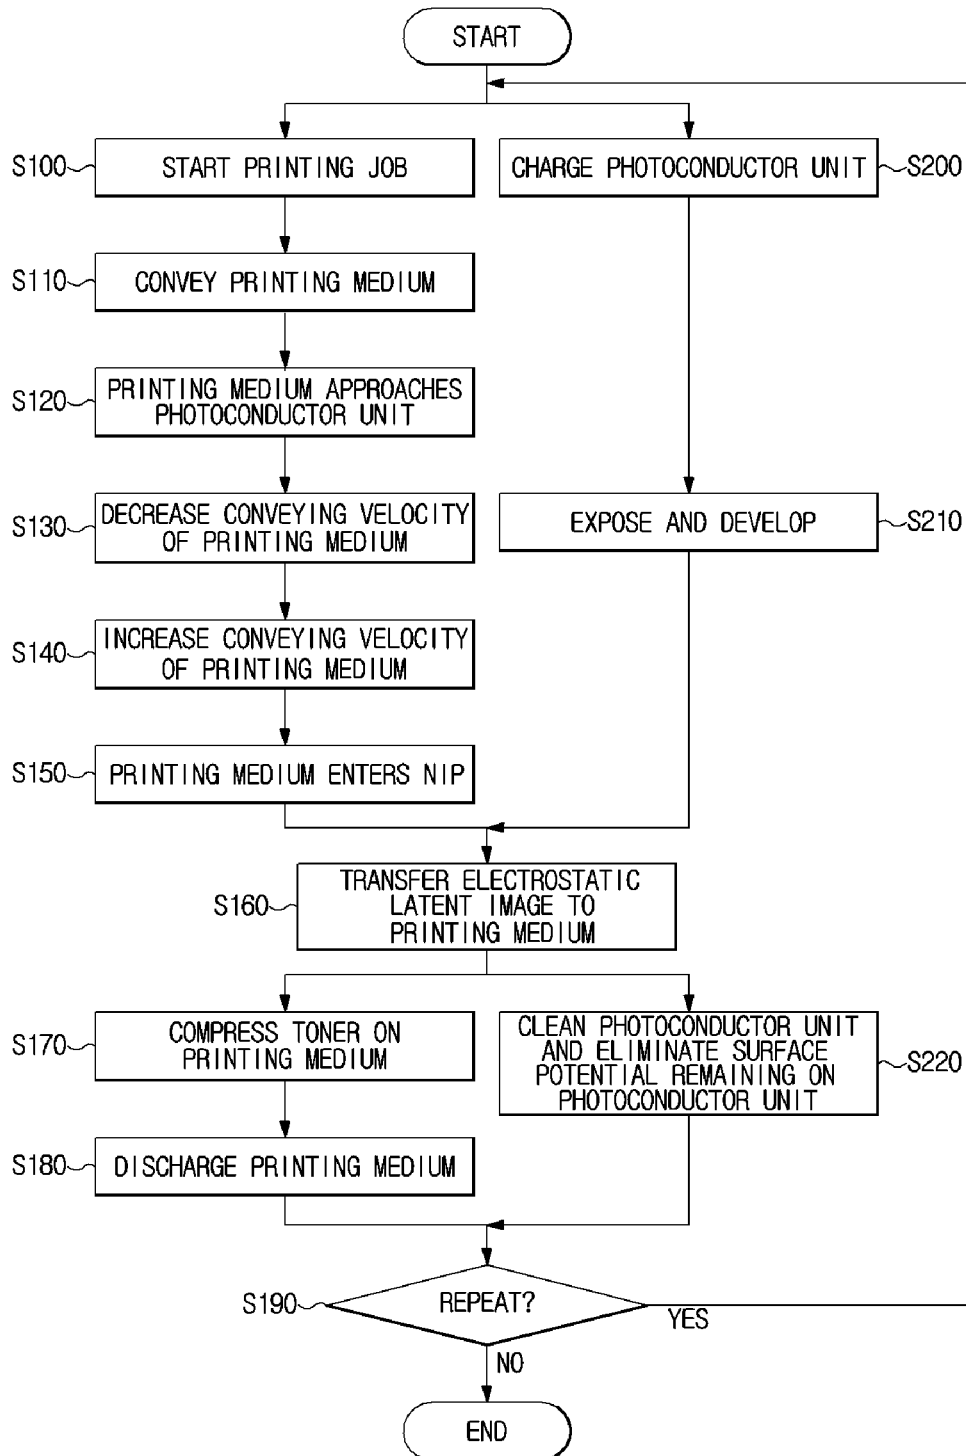 START
S100 START PRINTING JOB
CHARGE PHOTOCONDUCTOR UNIT S200
S110 CONVEY PRINTING MEDIUM
S120 PRINTING MEDIUM APPROACHES
PHOTOCONDUCTOR UNIT
S130 DECREASE CONVEYING VELOCITY
OF PRINTING MEDIUM
EXPOSE AND DEVELOP S210
S140 INCREASE CONVEYING VELOCITY
OF PRINTING MEDIUM
S150 PRINTING MEDIUM ENTERS NIP
S160 TRANSFER ELECTROSTATIC
LATENT IMAGE TO
PRINTING MEDIUM
S170 COMPRESS TONER ON
PRINTING MEDIUM
CLEAN PHOTOCONDUCTOR UNIT
AND ELIMINATE SURFACE
POTENTIAL REMAINING ON
PHOTOCONDUCTOR UNIT
S220
S180 DISCHARGE PRINTING MEDIUM
S190 REPEAT?
YES
NO
END